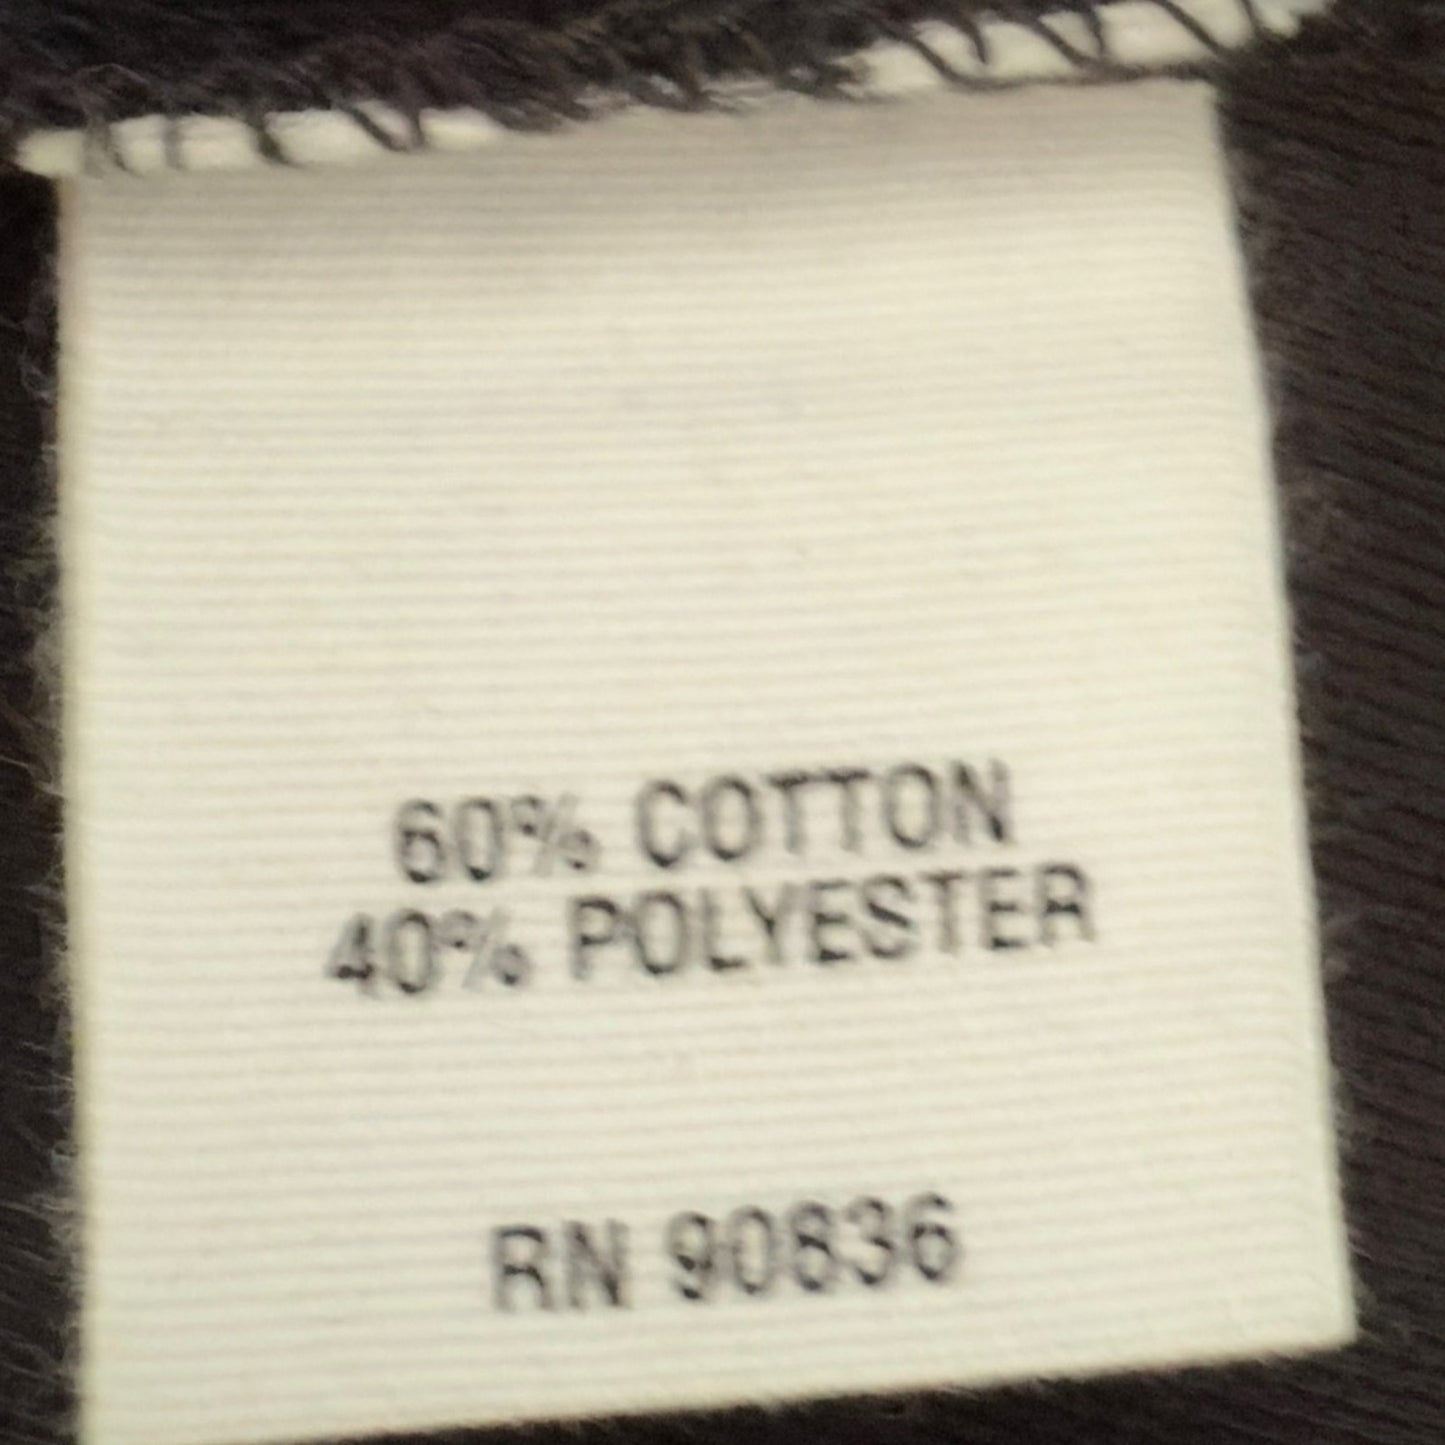 60% COTTON
40% POLYESTER
RN 90836